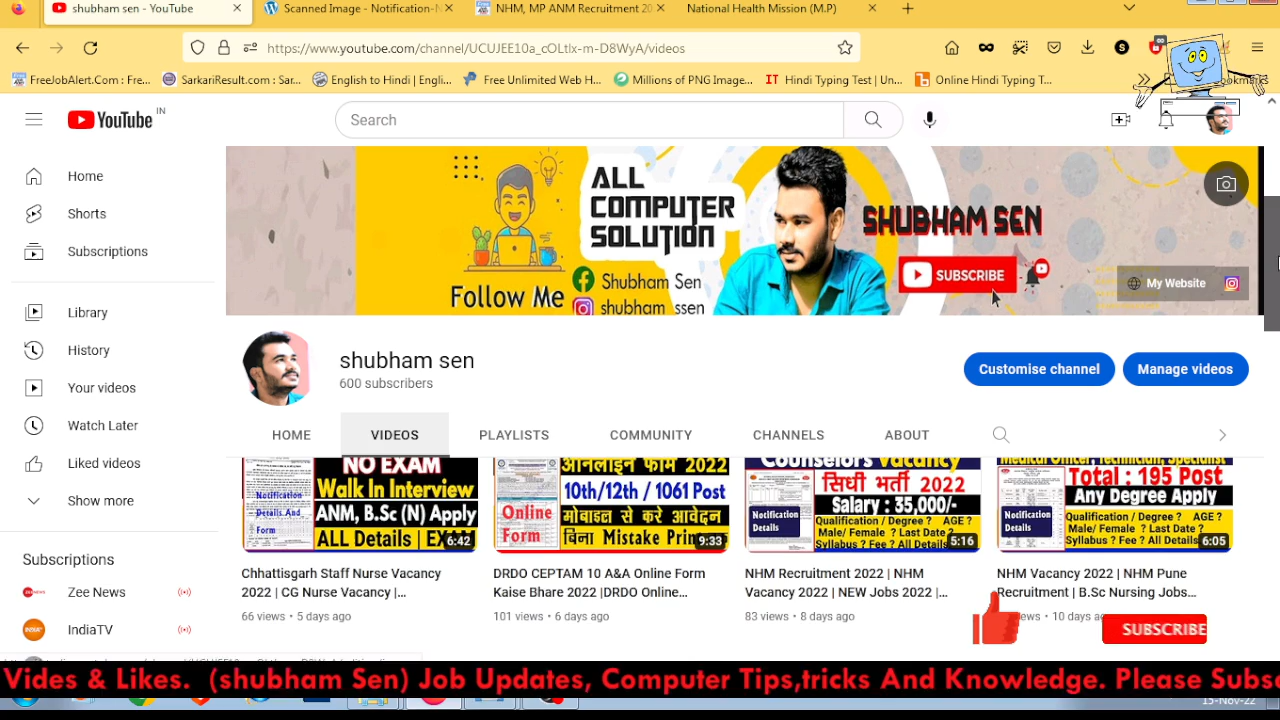 shubham sen - YouTube
Scanned Image - Notification-N
NHM, MP ANM Recruitment 20
National Health Mission (M.P)
https://www.youtube.com/channel/UCUJEE10a_cOLtlx-m-D8WyA/videos
FreeJobAlert.Com : Fre...
SarkariResult.com : Sar...
English to Hindi | Engli...
Free Unlimited Web H...
Millions of PNG Image...
Hindi Typing Test | Un...
Online Hindi Typing T...
YouTube IN
Search
Home
Shorts
Subscriptions
Library
History
Your videos
Watch Later
Liked videos
Show more
Subscriptions
Zee News
IndiaTV
ALL
COMPUTER
SOLUTION
Follow Me
Shubham Sen
shubham ssen
SHUBHAM SEN
SUBSCRIBE
My Website
shubham sen
600 subscribers
Customise channel
Manage videos
HOME
VIDEOS
PLAYLISTS
COMMUNITY
CHANNELS
ABOUT
NO EXAM
Walk In Interview
ANM, B.Sc (N) Apply
ALL Details | EX
Notification
Details And
Form
6:42
Chhattisgarh Staff Nurse Vacancy
2022 | CG Nurse Vacancy |...
66 views • 5 days ago
ऑनलाइन फॉर्म 2022
10th/12th / 1061 Post
मोबाइल से करे आवेदन
बिना Mistake Prin
Online
Form
9:33
DRDO CEPTAM 10 A&A Online Form
Kaise Bhare 2022 |DRDO Online...
101 views • 6 days ago
Counselors Vacancy
सिधी भर्ती 2022
Salary : 35,000/-
Qualification / Degree ? AGE ?
Male/ Female ? Last Date ?
Syllabus ? Fee ? All Details
Notification
Details
5:16
NHM Recruitment 2022 | NHM
Vacancy 2022 | NEW Jobs 2022 |...
83 views • 8 days ago
Medical Officer, Technician, Specialist
Total : 195 Post
Any Degree Apply
Qualification / Degree ? AGE ?
Male/ Female ? Last Date ?
Syllabus ? Fee ? All Details
Notification
Details
6:05
NHM Vacancy 2022 | NHM Pune
Recruitment | B.Sc Nursing Jobs...
views • 10 days ago
SUBSCRIBE
Vides & Likes. (shubham Sen) Job Updates, Computer Tips,tricks And Knowledge. Please Subsc
15-Nov-22